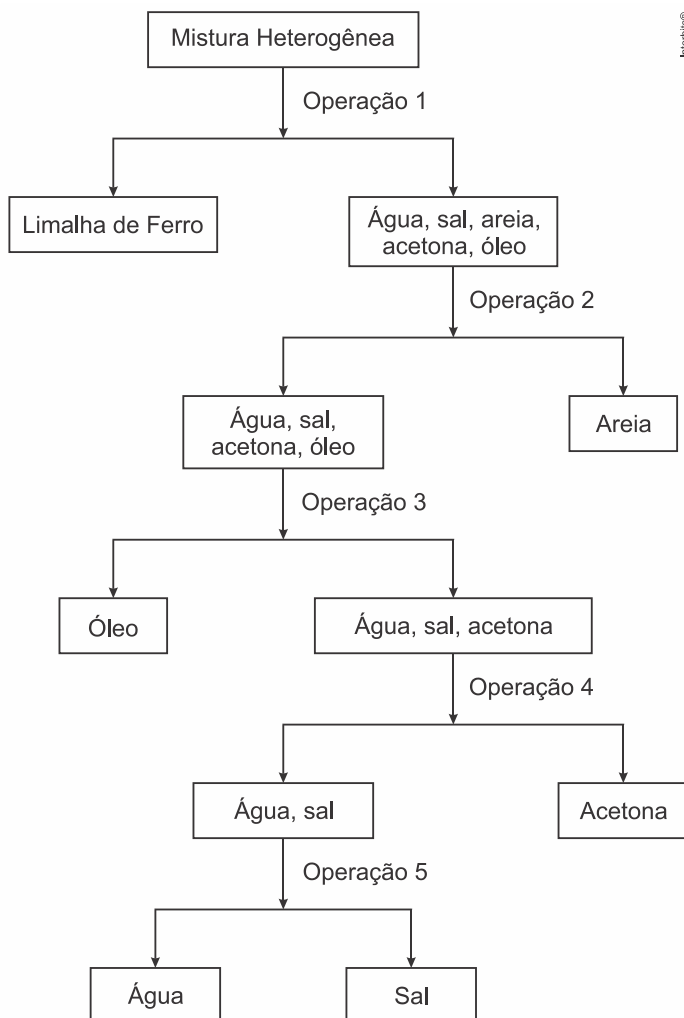 Mistura Heterogênea
Interbits®
Operação 1
Limalha de Ferro
Água, sal, areia,
acetona, óleo
Operação 2
Água, sal,
acetona, óleo
Areia
Operação 3
Óleo
Água, sal, acetona
Operação 4
Água, sal
Acetona
Operação 5
Água
Sal